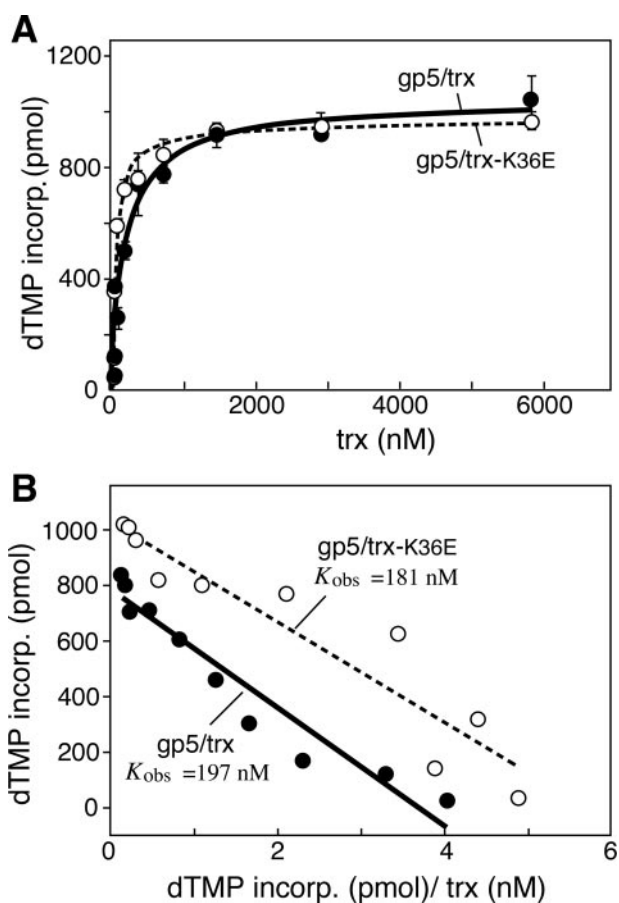 A
1200
800
400
0
dTMP incorp. (pmol)
gp5/trx
gp5/trx-K36E
0
2000
4000
6000
trx (nM)
B
1000
800
600
400
200
0
dTMP incorp. (pmol)
gp5/trx-K36E
Kobs =181 nM
gp5/trx
Kobs =197 nM
0
2
4
6
dTMP incorp. (pmol)/ trx (nM)